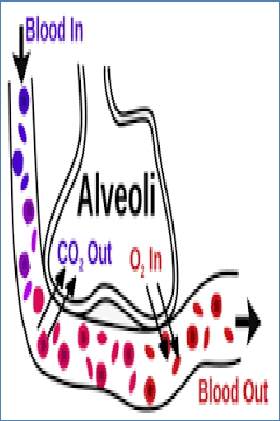 Blood In
Alveoli
CO₂ Out
O₂ In
Blood Out